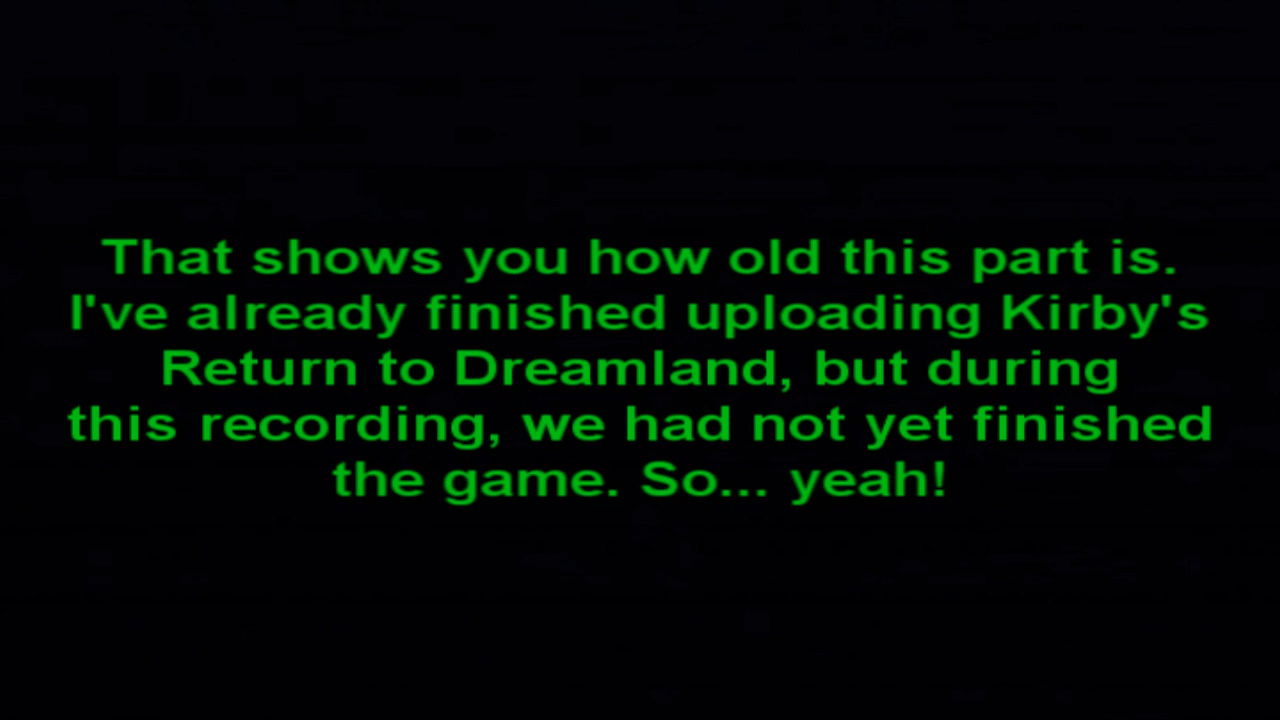 That shows you how old this part is.
I've already finished uploading Kirby's
Return to Dreamland, but during
this recording, we had not yet finished
the game. So... yeah!